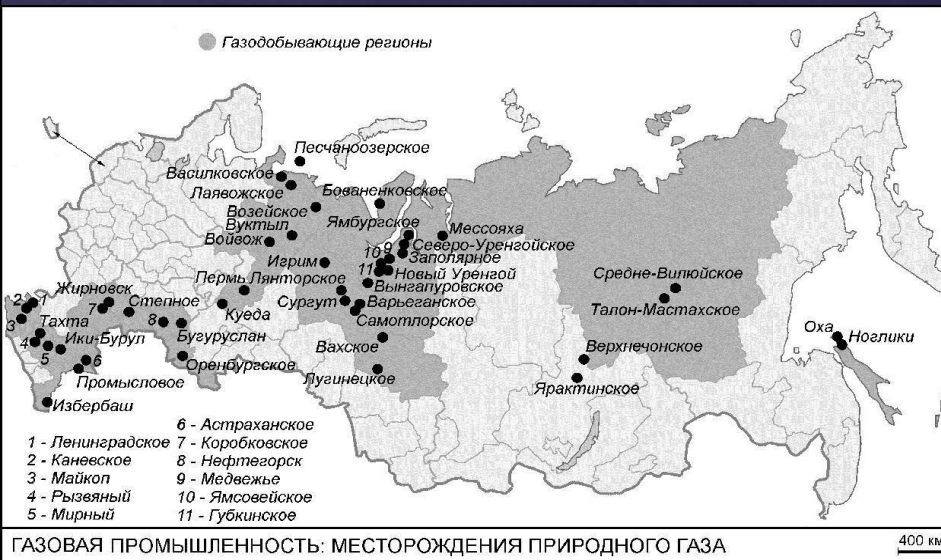 Газодобывающие регионы
Песчаноозерское
Василковское
Лаявожское
Бованенковское
Возейское
Ямбургское
Вуктыл
Мессояха
Войвож
9
Северо-Уренгойское
10
Заполярное
Игрим
11
Новый Уренгой
Средне-Вилюйское
Пермь
Лянторское
Вынгапуровское
Жирновск
2
1
7
Степное
Сургут
Варьеганское
Талон-Мастахское
3
Тахта
8
Куеда
Самотлорское
Оха
Ноглики
4
Ики-Бурул
Бугуруслан
Вахское
Верхнечонское
5
6
Оренбургское
Промысловое
Лугинецкое
Ярактинское
Избербаш
1 - Ленинградское
2 - Каневское
3 - Майкоп
4 - Рызвяный
5 - Мирный
6 - Астраханское
7 - Коробковское
8 - Нефтегорск
9 - Медвежье
10 - Ямсовейское
11 - Губкинское
ГАЗОВАЯ ПРОМЫШЛЕННОСТЬ: МЕСТОРОЖДЕНИЯ ПРИРОДНОГО ГАЗА
400 км